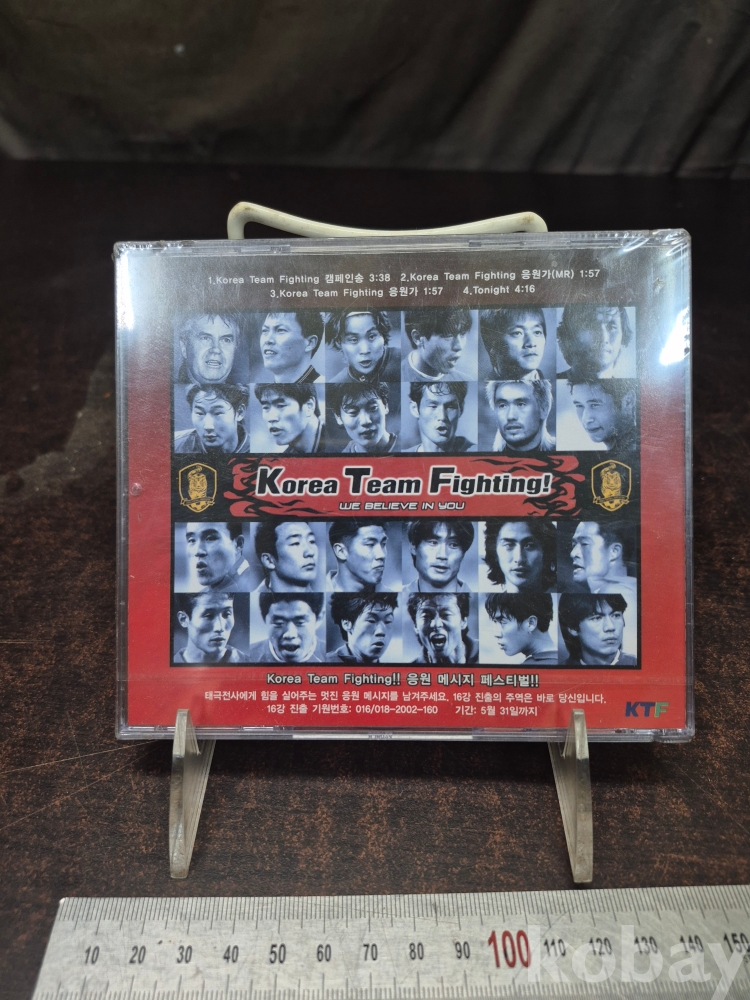 1.Korea Team Fighting 캠페인송 3:38 2.Korea Team Fighting 응원가(MR) 1:57
3.Korea Team Fighting 응원가 1:57 4.Tonight 4:16
Korea Team Fighting!
WE BELIEVE IN YOU
Korea Team Fighting!! 응원 메시지 페스티벌!!
태극전사에게 힘을 실어주는 멋진 응원 메시지를 남겨주세요. 16강 진출의 주역은 바로 당신입니다.
16강 진출 기원번호: 016/018-2002-160 기간: 5월 31일까지
KTF
10 20 30 40 50 60 70 80 90 100 110 120 130 140 150
kobay